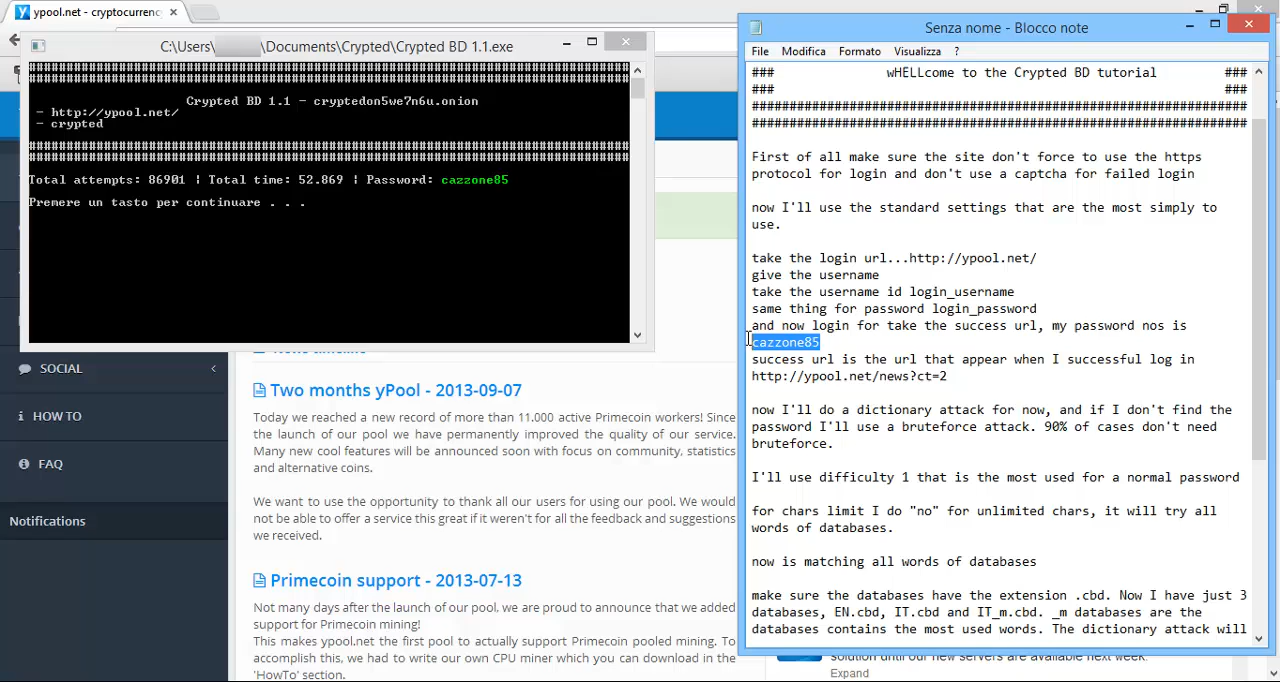 ypool.net - cryptocurrenc
C:\Users\ \Documents\Crypted\Crypted BD 1.1.exe
################################################################################
################################################################################
Crypted BD 1.1 - cryptedon5we7n6u.onion
- http://ypool.net/
- crypted
################################################################################
################################################################################
Total attempts: 86901 | Total time: 52.869 | Password: cazzone85
Premere un tasto per continuare . . .
SOCIAL
HOW TO
FAQ
Notifications
Two months yPool - 2013-09-07
Today we reached a new record of more than 11.000 active Primecoin workers! Since
the launch of our pool we have permanently improved the quality of our service.
Many new cool features will be announced soon with focus on community, statistics
and alternative coins.
We want to use the opportunity to thank all our users for using our pool. We would
not be able to offer a service this great if it weren't for all the feedback and suggestions
we received.
Primecoin support - 2013-07-13
Not many days after the launch of our pool, we are proud to announce that we added
support for Primecoin mining!
This makes ypool.net the first pool to actually support Primecoin pooled mining. To
accomplish this, we had to write our own CPU miner which you can download in the
'HowTo' section.
Senza nome - Blocco note
File Modifica Formato Visualizza ?
### wHELLcome to the Crypted BD tutorial ###
### ###
############################################################
############################################################
First of all make sure the site don't force to use the https
protocol for login and don't use a captcha for failed login
now I'll use the standard settings that are the most simply to
use.
take the login url...http://ypool.net/
give the username
take the username id login_username
same thing for password login_password
and now login for take the success url, my password nos is
cazzone85
success url is the url that appear when I successful log in
http://ypool.net/news?ct=2
now I'll do a dictionary attack for now, and if I don't find the
password I'll use a bruteforce attack. 90% of cases don't need
bruteforce.
I'll use difficulty 1 that is the most used for a normal password
for chars limit I do "no" for unlimited chars, it will try all
words of databases.
now is matching all words of databases
make sure the databases have the extension .cbd. Now I have just 3
databases, EN.cbd, IT.cbd and IT_m.cbd. _m databases are the
databases contains the most used words. The dictionary attack will
solution until our new servers are available next week.
Expand